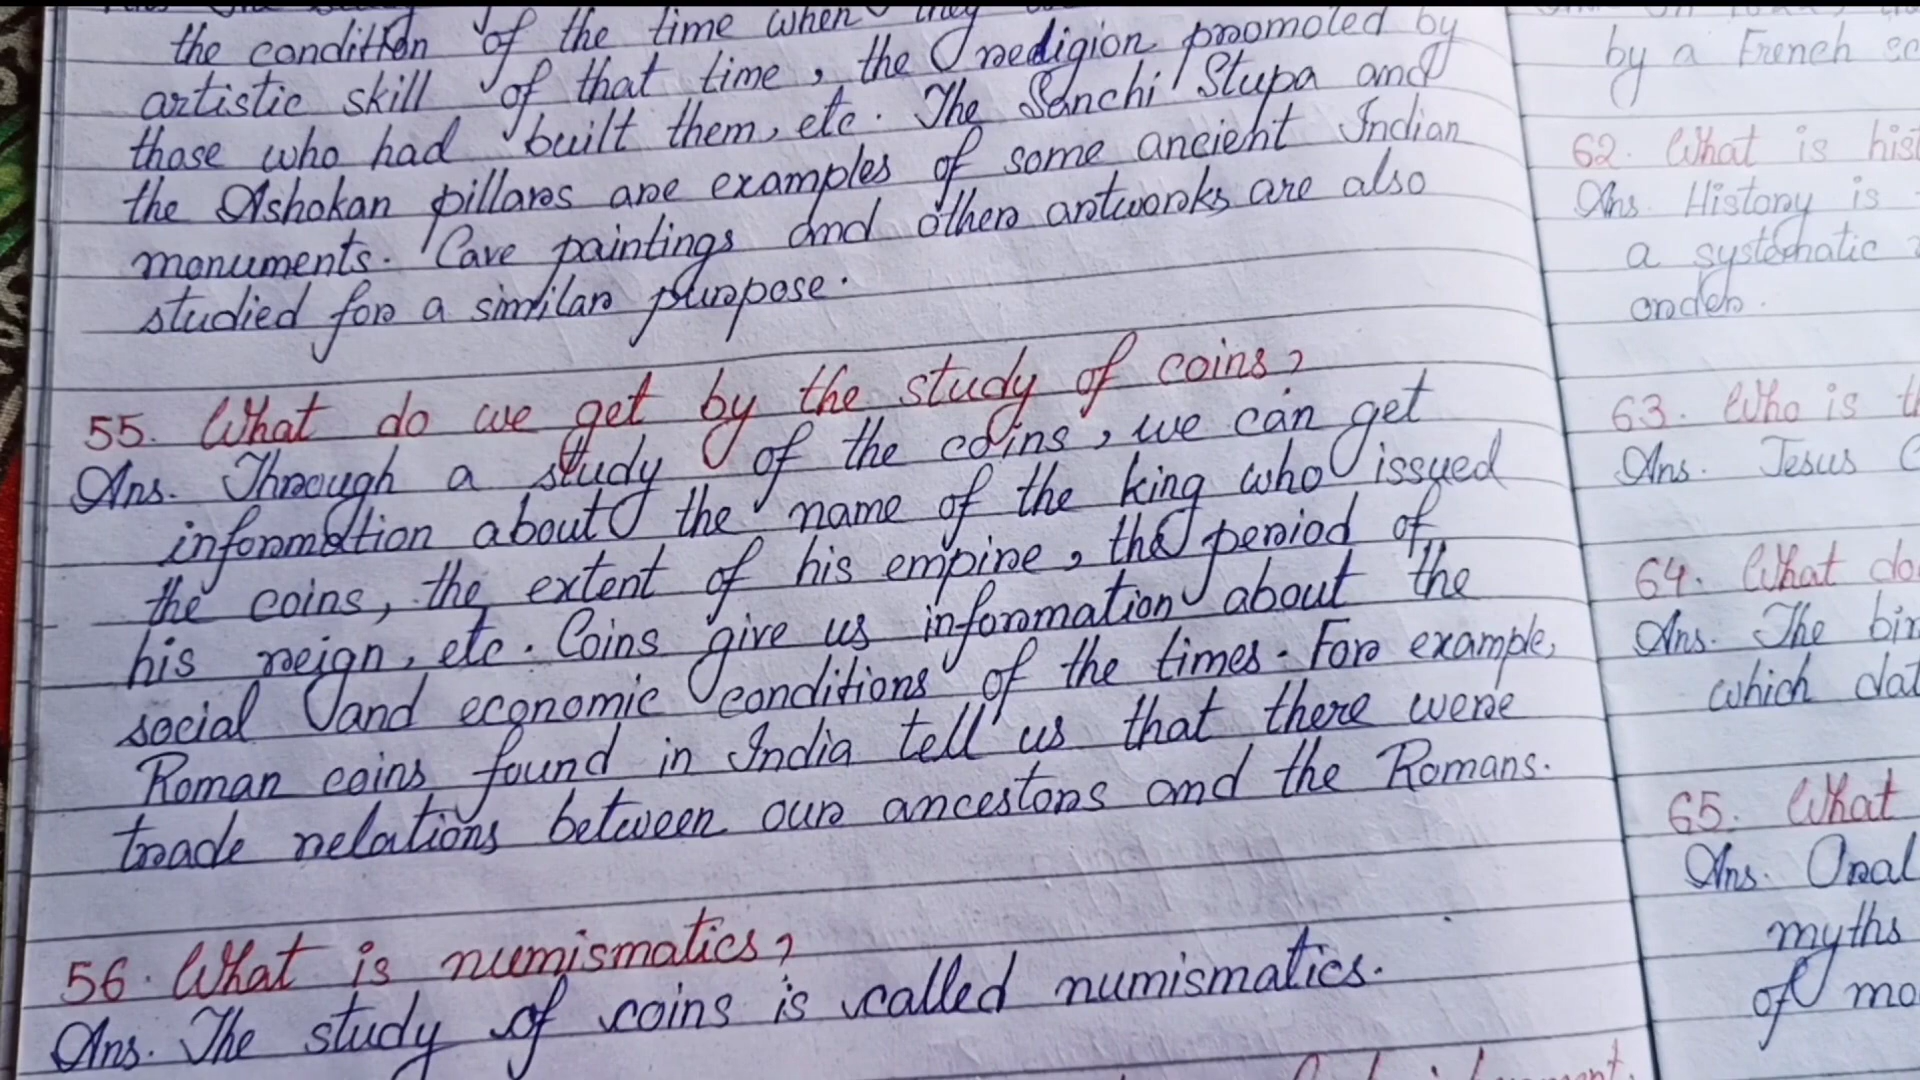 the condition of the time when they
artistic skill of that time, the religion promoted by
those who had built them, etc. The Sanchi Stupa and
the Ashokan pillars are examples of some ancient Indian
monuments. Cave paintings and other artworks are also
studied for a similar purpose.
55. What do we get by the study of coins?
Ans. Through a study of the coins, we can get
information about the name of the king who issued
the coins, the extent of his empire, the period of
his reign, etc. Coins give us information about the
social and economic conditions of the times. For example,
Roman coins found in India tell us that there were
trade relations between our ancestors and the Romans.
56. What is numismatics?
Ans. The study of coins is called numismatics.
by a French
62. What is
Ans. History is
a systematic
order.
63. Who is
Ans. Jesus
64. What do
Ans. The
which
65. What
Ans. Oral
myths
of